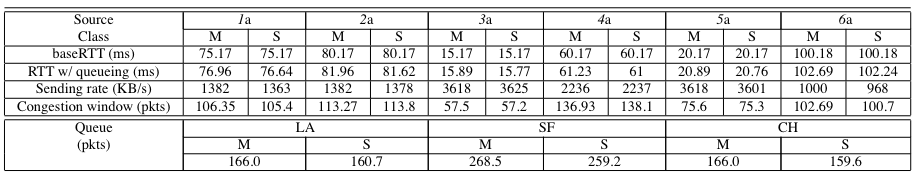 Source 1a 2a 3a 4a 5a 6a
Class M S M S M S M S M S M S
baseRTT (ms) 75.17 75.17 80.17 80.17 15.17 15.17 60.17 60.17 20.17 20.17 100.18 100.18
RTT w/ queueing (ms) 76.96 76.64 81.96 81.62 15.89 15.77 61.23 61 20.89 20.76 102.69 102.24
Sending rate (KB/s) 1382 1363 1382 1378 3618 3625 2236 2237 3618 3601 1000 968
Congestion window (pkts) 106.35 105.4 113.27 113.8 57.5 57.2 136.93 138.1 75.6 75.3 102.69 100.7
Queue LA SF CH
(pkts) M S M S M S
166.0 160.7 268.5 259.2 166.0 159.6